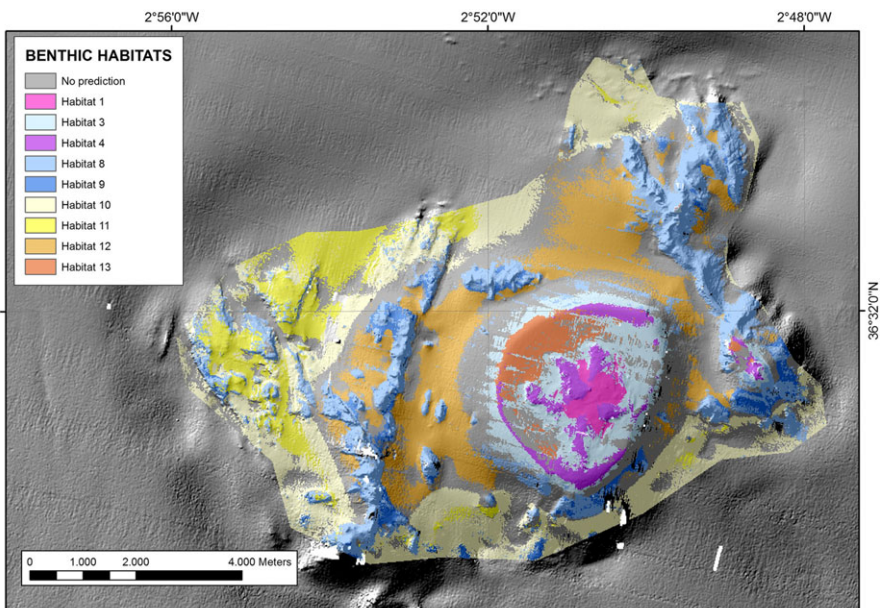 2°56'0"W 2°52'0"W 2°48'0"W
BENTHIC HABITATS
No prediction
Habitat 1
Habitat 3
Habitat 4
Habitat 8
Habitat 9
Habitat 10
Habitat 11
Habitat 12
Habitat 13
36°32'0"N
0 1.000 2.000 4.000 Meters